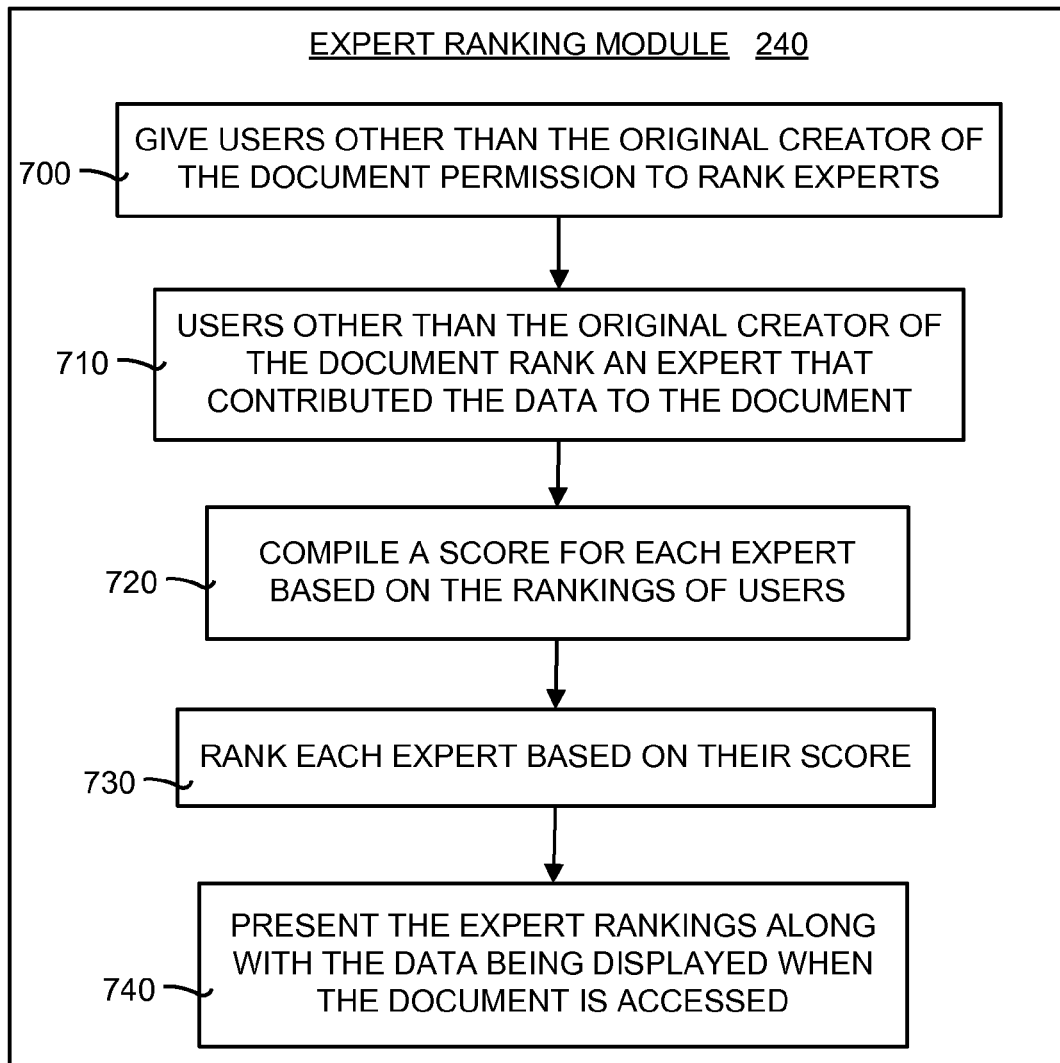 EXPERT RANKING MODULE 240
700
GIVE USERS OTHER THAN THE ORIGINAL CREATOR OF
THE DOCUMENT PERMISSION TO RANK EXPERTS
710
USERS OTHER THAN THE ORIGINAL CREATOR OF
THE DOCUMENT RANK AN EXPERT THAT
CONTRIBUTED THE DATA TO THE DOCUMENT
720
COMPILE A SCORE FOR EACH EXPERT
BASED ON THE RANKINGS OF USERS
730
RANK EACH EXPERT BASED ON THEIR SCORE
740
PRESENT THE EXPERT RANKINGS ALONG
WITH THE DATA BEING DISPLAYED WHEN
THE DOCUMENT IS ACCESSED